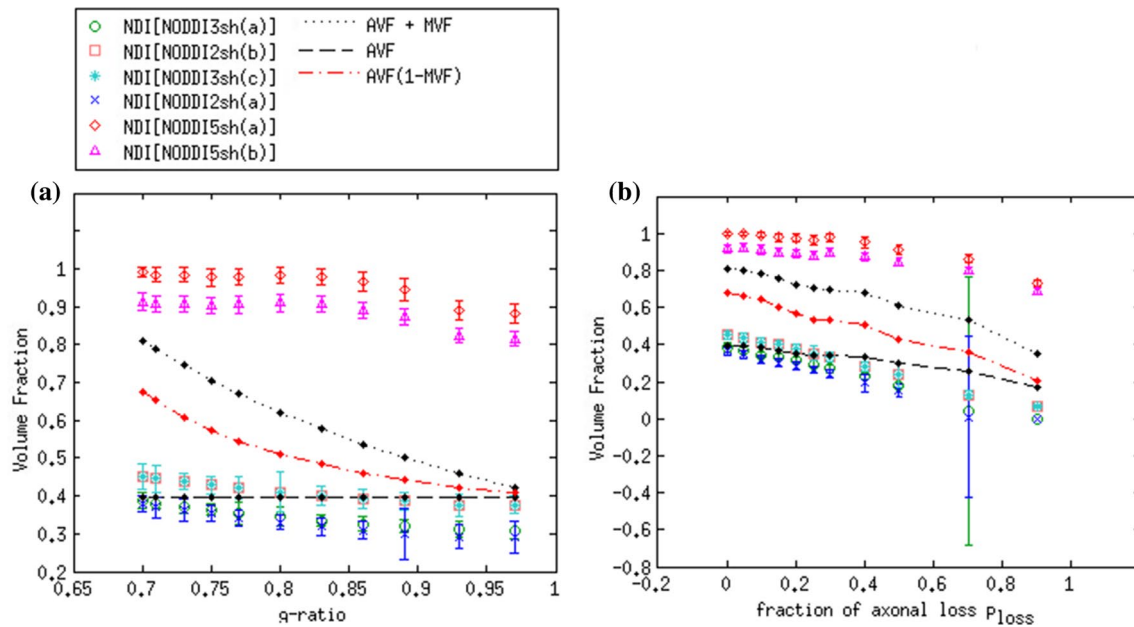 NDI[NODDI3sh(a)]
NDI[NODDI2sh(b)]
NDI[NODDI3sh(c)]
NDI[NODDI2sh(a)]
NDI[NODDI5sh(a)]
NDI[NODDI5sh(b)]
AVF + MVF
AVF
AVF(1-MVF)
(a)
Volume Fraction
1
0.9
0.8
0.7
0.6
0.5
0.4
0.3
0.2
0.65
0.7
0.75
0.8
0.85
0.9
0.95
1
g-ratio
(b)
Volume Fraction
1
0.8
0.6
0.4
0.2
0
-0.2
-0.4
-0.6
-0.8
-0.2
0
0.2
0.4
0.6
0.8
1
fraction of axonal loss Ploss